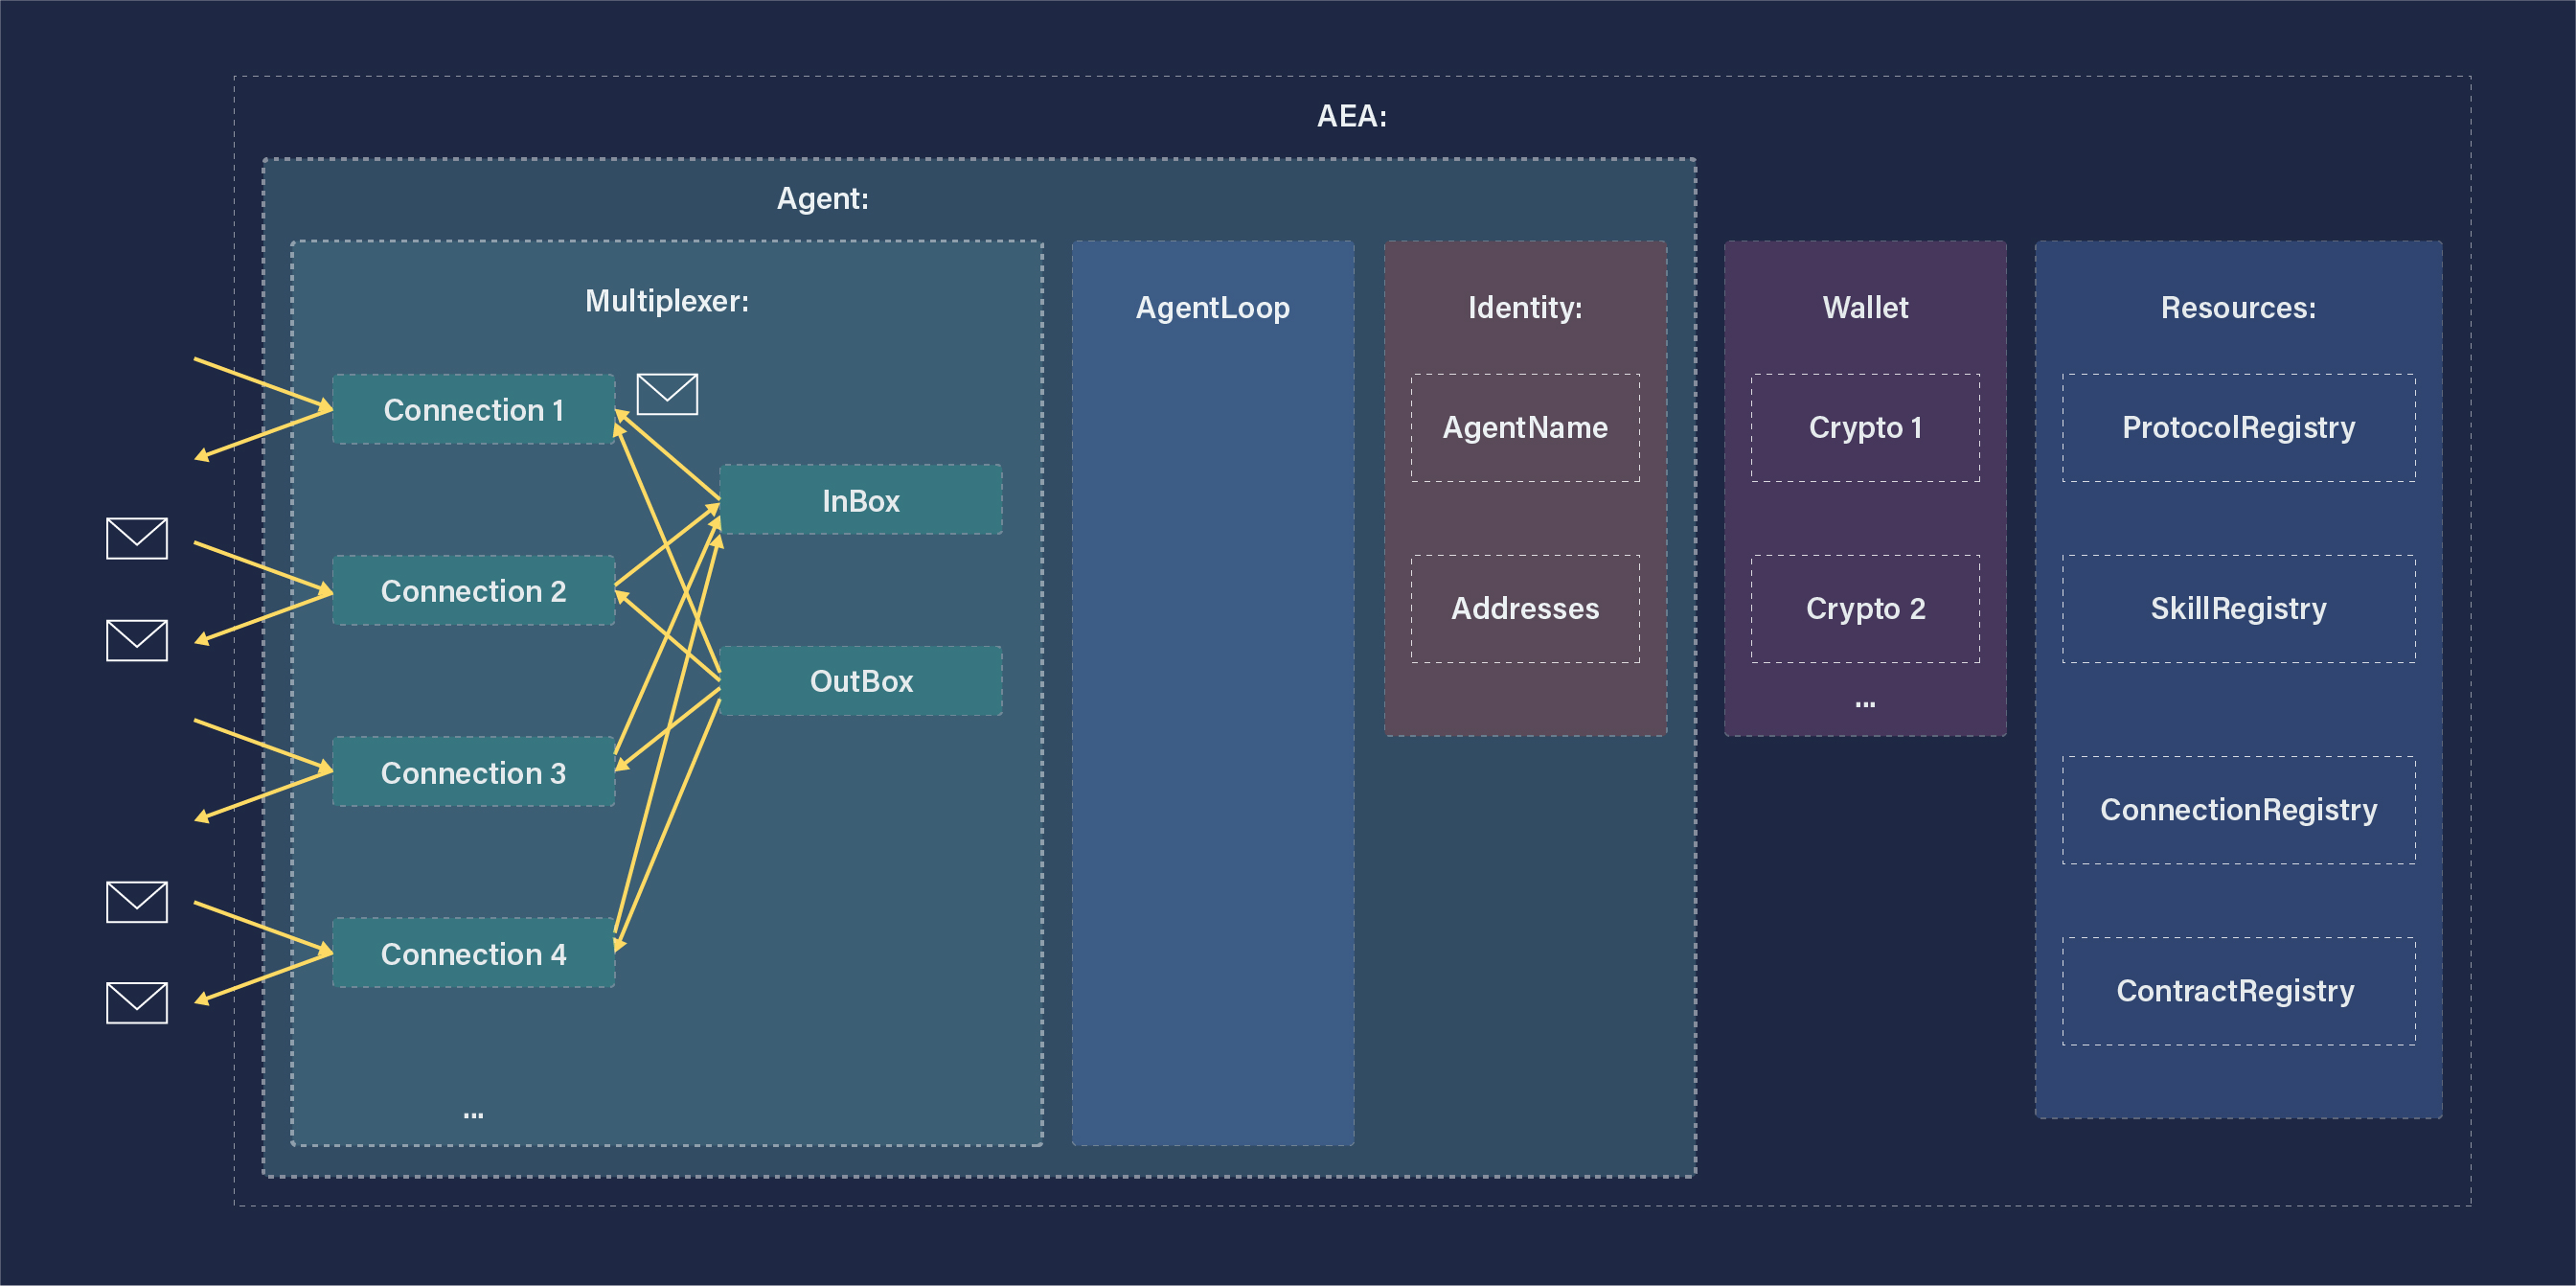 AEA:
Agent:
Multiplexer:
Connection 1
Connection 2
Connection 3
Connection 4
...
InBox
OutBox
AgentLoop
Identity:
AgentName
Addresses
Wallet
Crypto 1
Crypto 2
...
Resources:
ProtocolRegistry
SkillRegistry
ConnectionRegistry
ContractRegistry